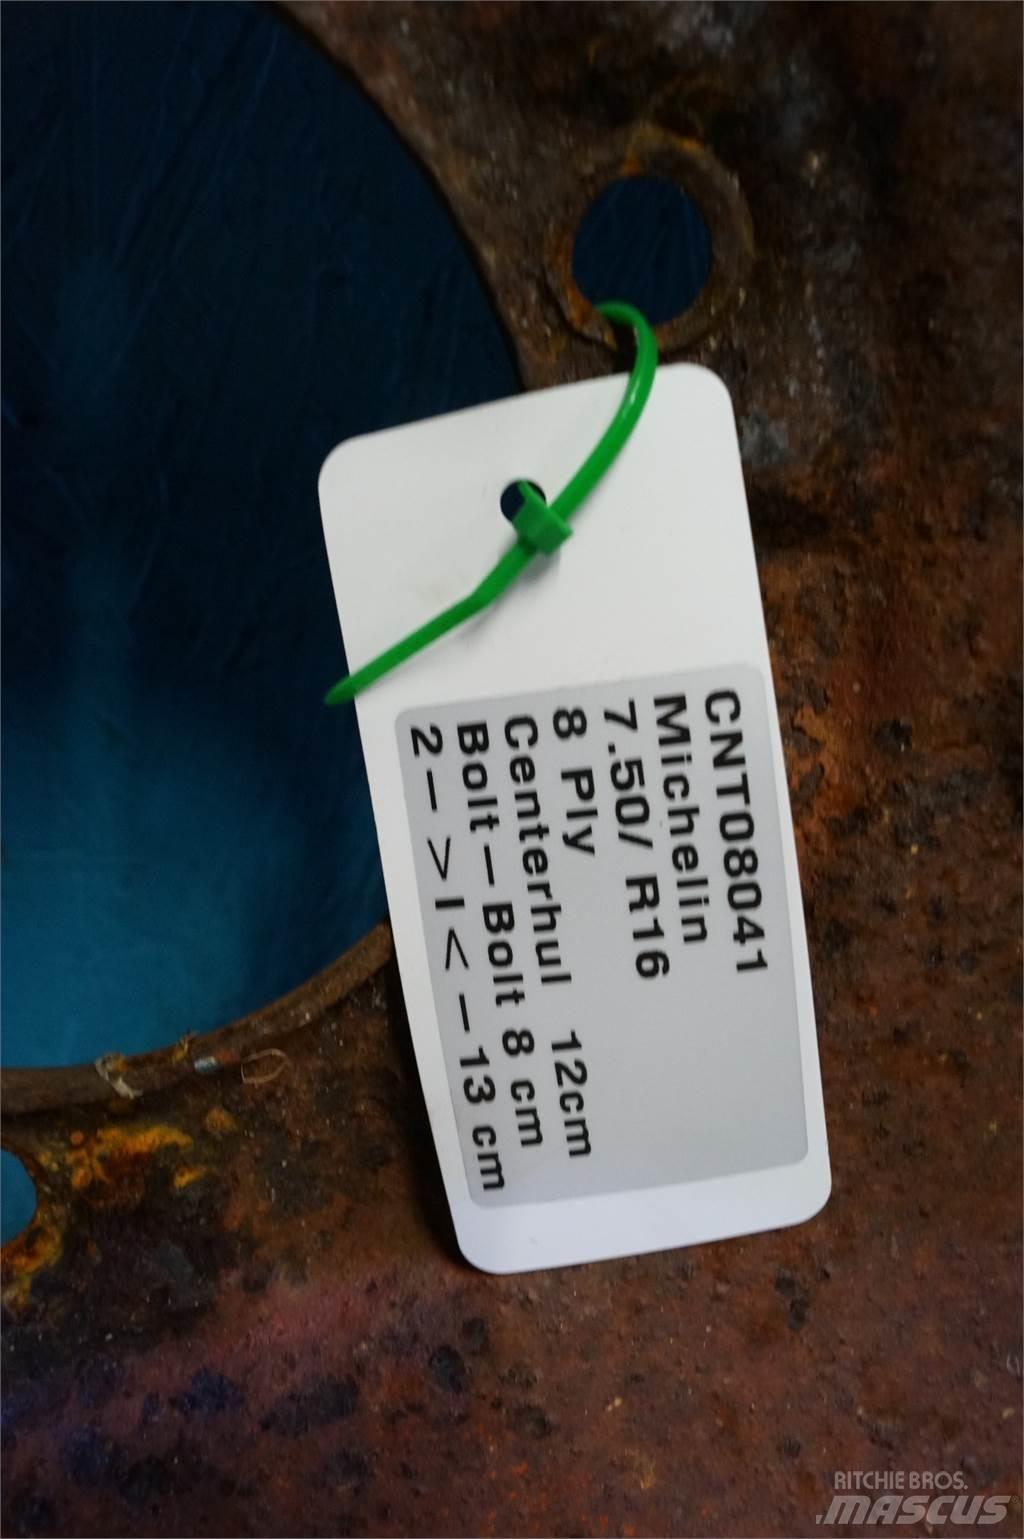 CNT08041
Michelin
7.50/ R16
8 Ply
Centerhul 12cm
Bolt - Bolt 8 cm
2- >I< -13 cm
RITCHIE BROS.
MASCUS